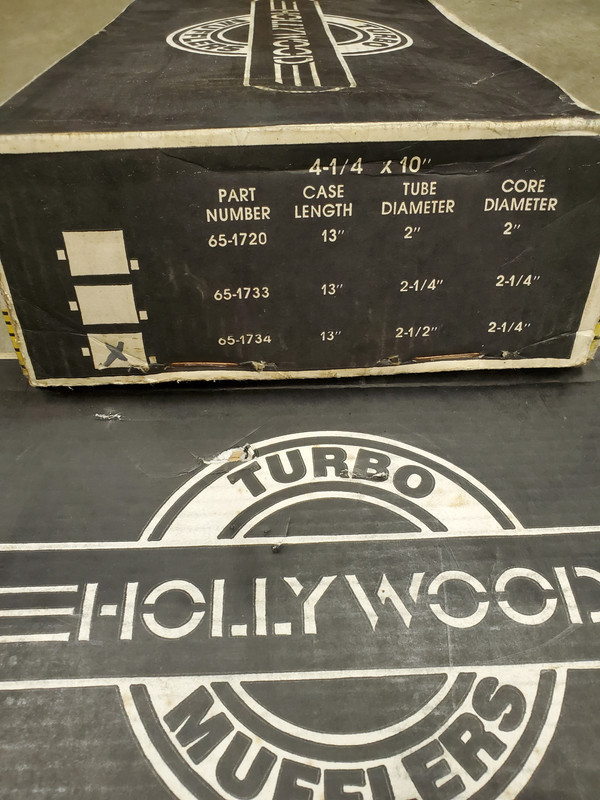 HOLLYWOOD
4-1/4 X 10"
PART NUMBER CASE LENGTH TUBE DIAMETER CORE DIAMETER
65-1720 13" 2" 2"
65-1733 13" 2-1/4" 2-1/4"
65-1734 13" 2-1/2" 2-1/4"
X
TURBO
HOLLYWOOD
MUFFLERS